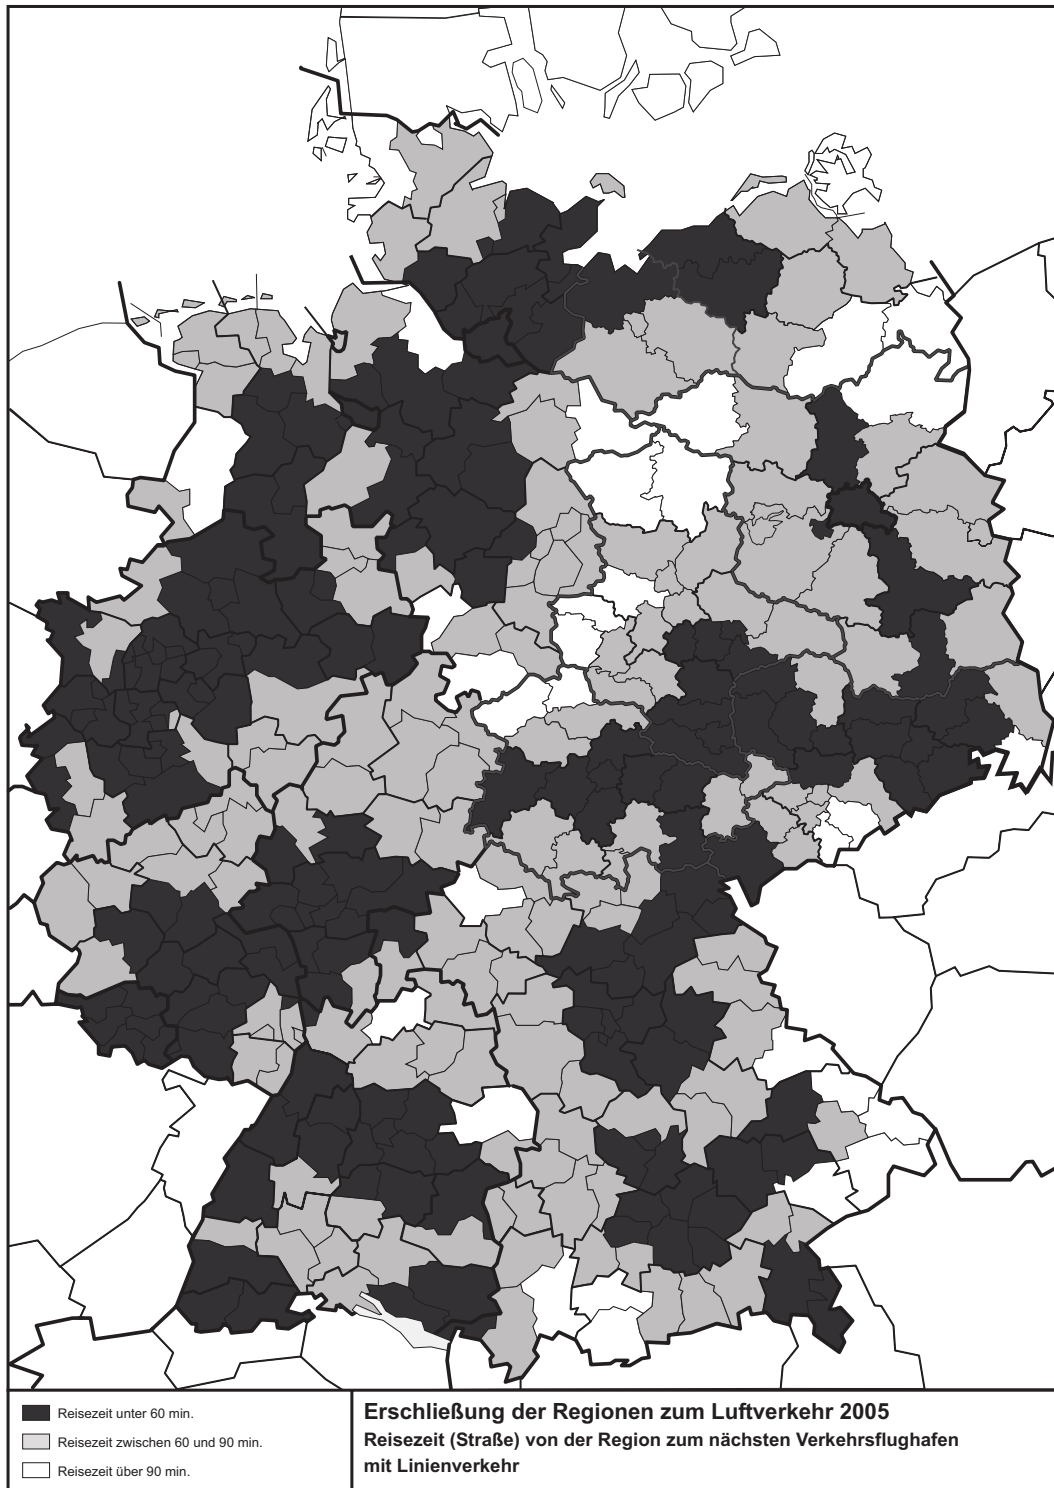 Reisezeit unter 60 min.
Reisezeit zwischen 60 und 90 min.
Reisezeit über 90 min.
Erschließung der Regionen zum Luftverkehr 2005
Reisezeit (Straße) von der Region zum nächsten Verkehrsflughafen
mit Linienverkehr